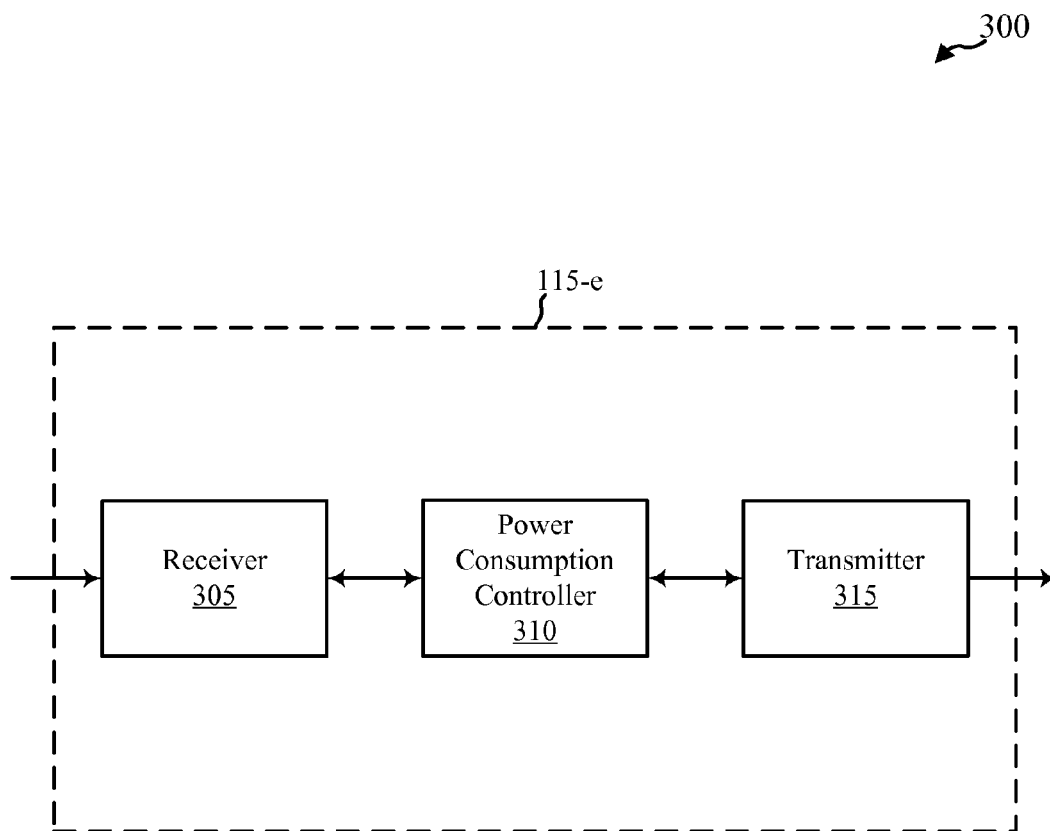 300
115-e
Receiver
305
Power
Consumption
Controller
310
Transmitter
315